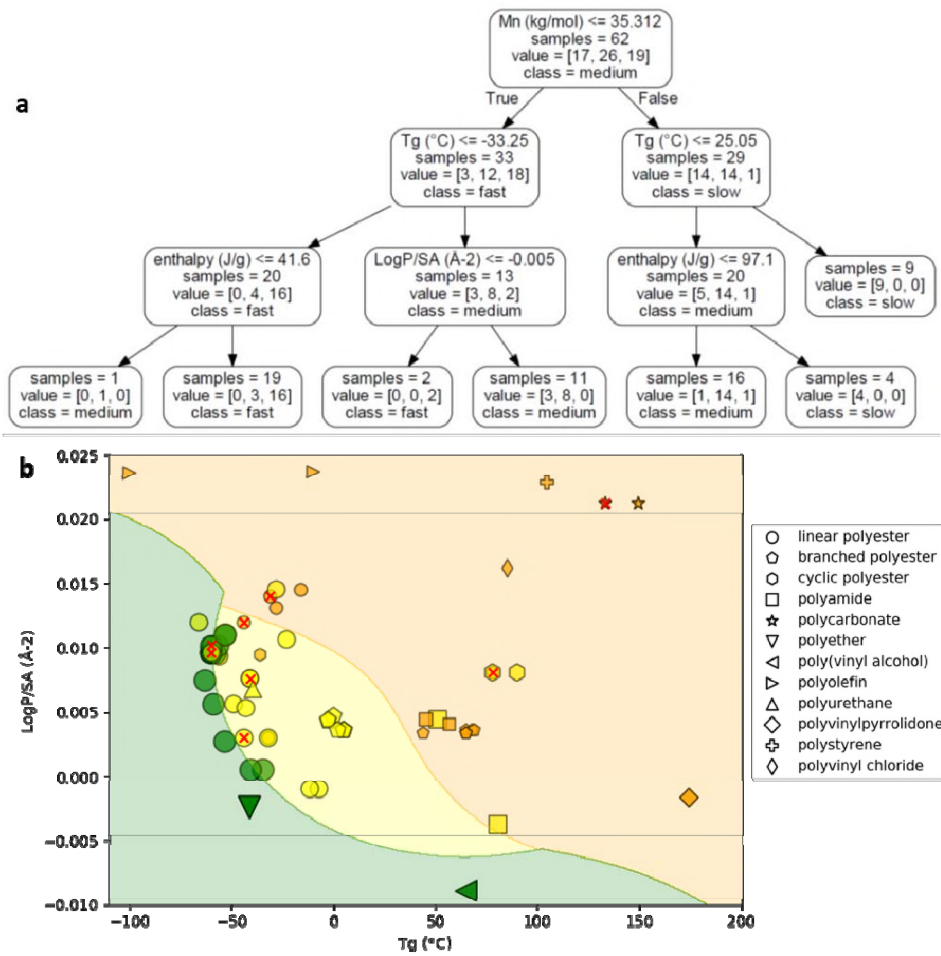 a
Mn (kg/mol) <= 35.312
samples = 62
value = [17, 26, 19]
class = medium
True
False
Tg (°C) <= -33.25
samples = 33
value = [3, 12, 18]
class = fast
Tg (°C) <= 25.05
samples = 29
value = [14, 14, 1]
class = slow
enthalpy (J/g) <= 41.6
samples = 20
value = [0, 4, 16]
class = fast
LogP/SA (Å-2) <= -0.005
samples = 13
value = [3, 8, 2]
class = medium
enthalpy (J/g) <= 97.1
samples = 20
value = [5, 14, 1]
class = medium
samples = 9
value = [9, 0, 0]
class = slow
samples = 1
value = [0, 1, 0]
class = medium
samples = 19
value = [0, 3, 16]
class = fast
samples = 2
value = [0, 0, 2]
class = fast
samples = 11
value = [3, 8, 0]
class = medium
samples = 16
value = [1, 14, 1]
class = medium
samples = 4
value = [4, 0, 0]
class = slow
b
0.025
0.020
0.015
0.010
0.005
0.000
−0.005
−0.010
LogP/SA (Å-2)
−100
−50
0
50
100
150
200
Tg (°C)
linear polyester
branched polyester
cyclic polyester
polyamide
polycarbonate
polyether
poly(vinyl alcohol)
polyolefin
polyurethane
polyvinylpyrrolidone
polystyrene
polyvinyl chloride